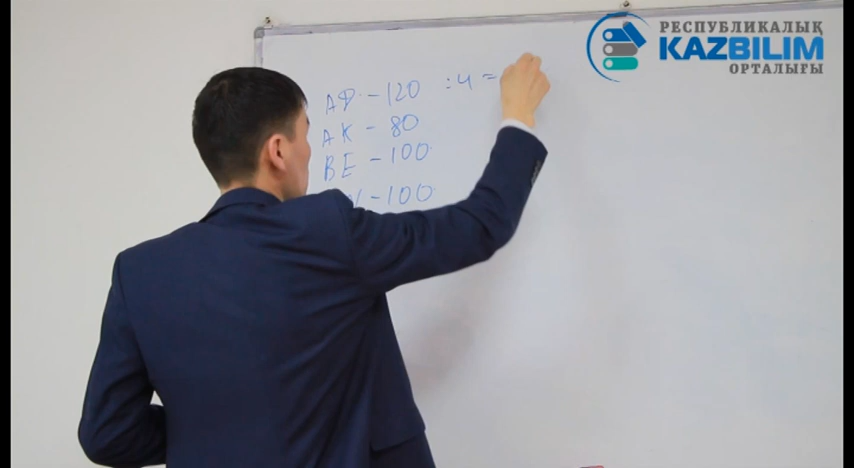 РЕСПУБЛИКАЛЫҚ
KAZBILIM
ОРТАЛЫҒЫ
АФ - 120 : 4 =
АК - 80
ВЕ - 100
- 100